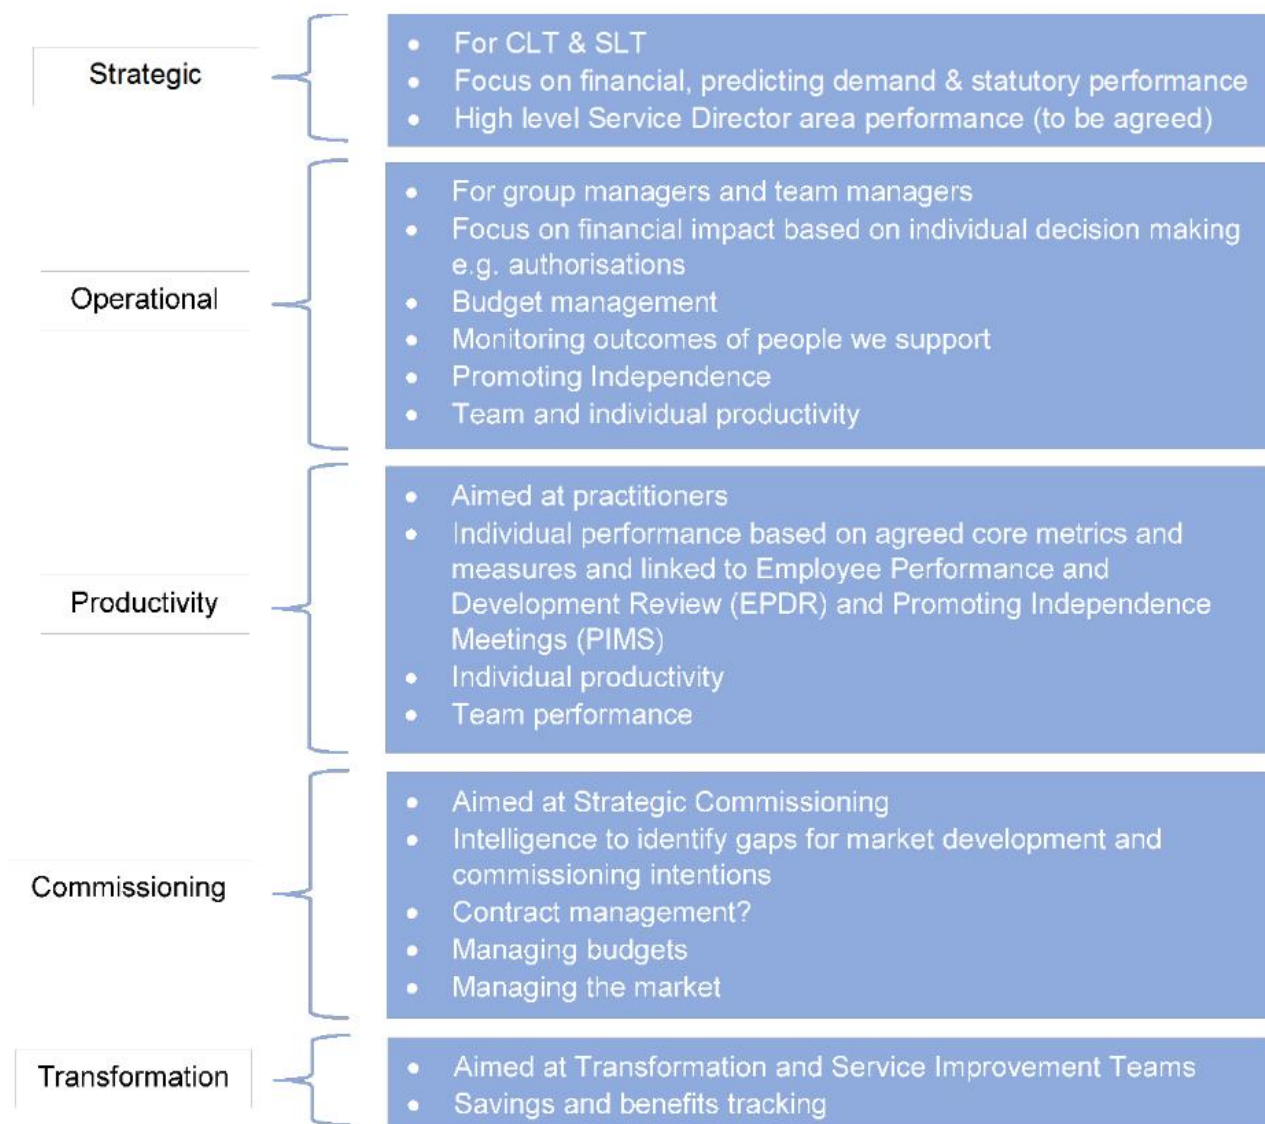 Strategic
• For CLT & SLT
• Focus on financial, predicting demand & statutory performance
• High level Service Director area performance (to be agreed)
Operational
• For group managers and team managers
• Focus on financial impact based on individual decision making
e.g. authorisations
• Budget management
• Monitoring outcomes of people we support
• Promoting Independence
• Team and individual productivity
Productivity
• Aimed at practitioners
• Individual performance based on agreed core metrics and
measures and linked to Employee Performance and
Development Review (EPDR) and Promoting Independence
Meetings (PIMS)
• Individual productivity
• Team performance
Commissioning
• Aimed at Strategic Commissioning
• Intelligence to identify gaps for market development and
commissioning intentions
• Contract management?
• Managing budgets
• Managing the market
Transformation
• Aimed at Transformation and Service Improvement Teams
• Savings and benefits tracking